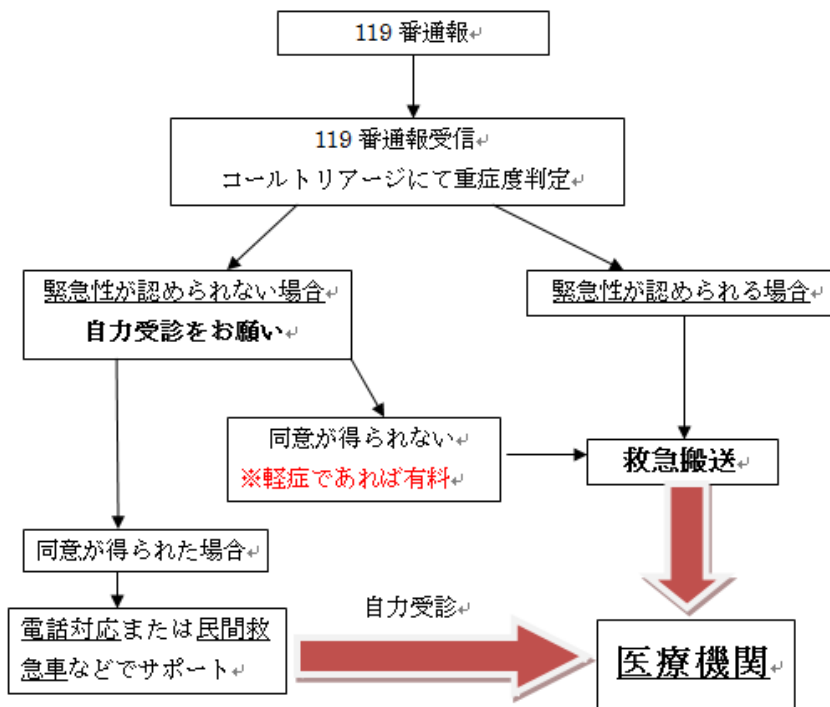 119 番通報
119 番通報受信
コールトリアージにて重症度判定
緊急性が認められない場合
自力受診をお願い
緊急性が認められる場合
同意が得られない
※軽症であれば有料
救急搬送
同意が得られた場合
電話対応または民間救
急車などでサポート
自力受診
医療機関